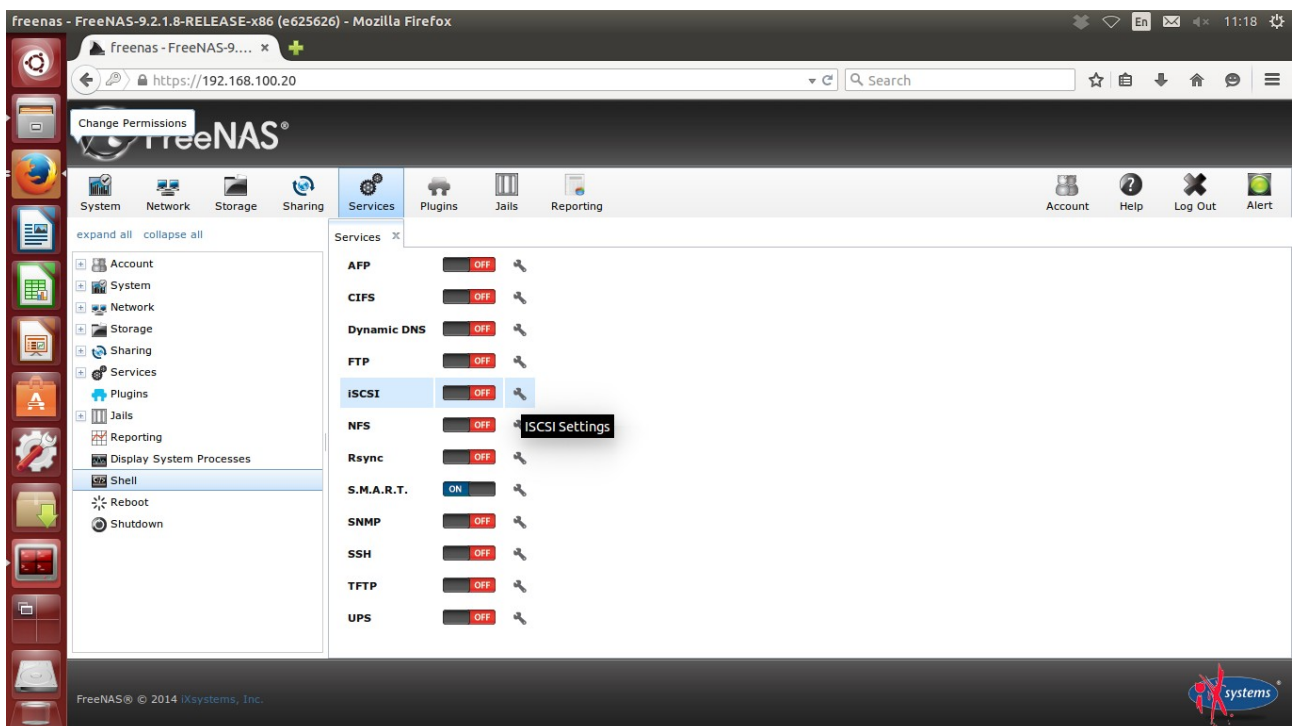 freenas - FreeNAS-9.2.1.8-RELEASE-x86 (e625626) - Mozilla Firefox
En
11:18
freenas - FreeNAS-9.... ×
https://192.168.100.20
Search
Change Permissions
FreeNAS®
System Network Storage Sharing Services Plugins Jails Reporting Account Help Log Out Alert
expand all collapse all
Services X
Account
System
Network
Storage
Sharing
Services
Plugins
Jails
Reporting
Display System Processes
Shell
Reboot
Shutdown
AFP OFF
CIFS OFF
Dynamic DNS OFF
FTP OFF
iSCSI OFF
NFS OFF
ISCSI Settings
Rsync OFF
S.M.A.R.T. ON
SNMP OFF
SSH OFF
TFTP OFF
UPS OFF
FreeNAS® © 2014 iXsystems, Inc.
iXsystems